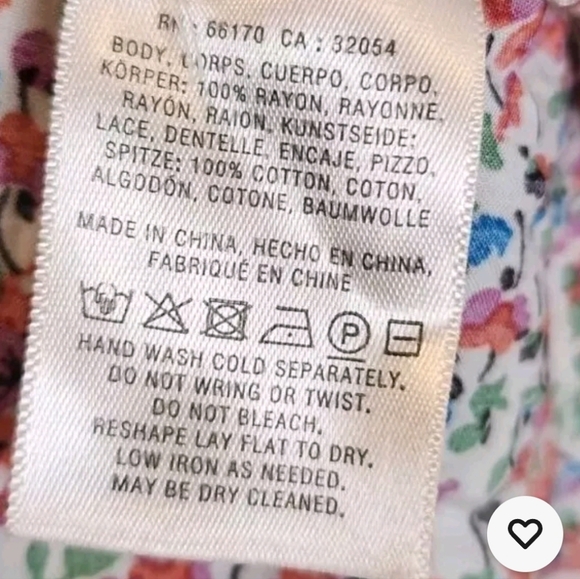 RN : 66170 CA : 32054
BODY, CORPS, CUERPO, CORPO,
KÖRPER: 100% RAYON, RAYONNE,
RAYÓN, RAION, KUNSTSEIDE:
LACE, DENTELLE, ENCAJE, PIZZO,
SPITZE: 100% COTTON, COTON,
ALGODÓN, COTONE, BAUMWOLLE
MADE IN CHINA, HECHO EN CHINA,
FABRIQUÉ EN CHINE
P
HAND WASH COLD SEPARATELY.
DO NOT WRING OR TWIST.
DO NOT BLEACH.
RESHAPE LAY FLAT TO DRY.
LOW IRON AS NEEDED.
MAY BE DRY CLEANED.